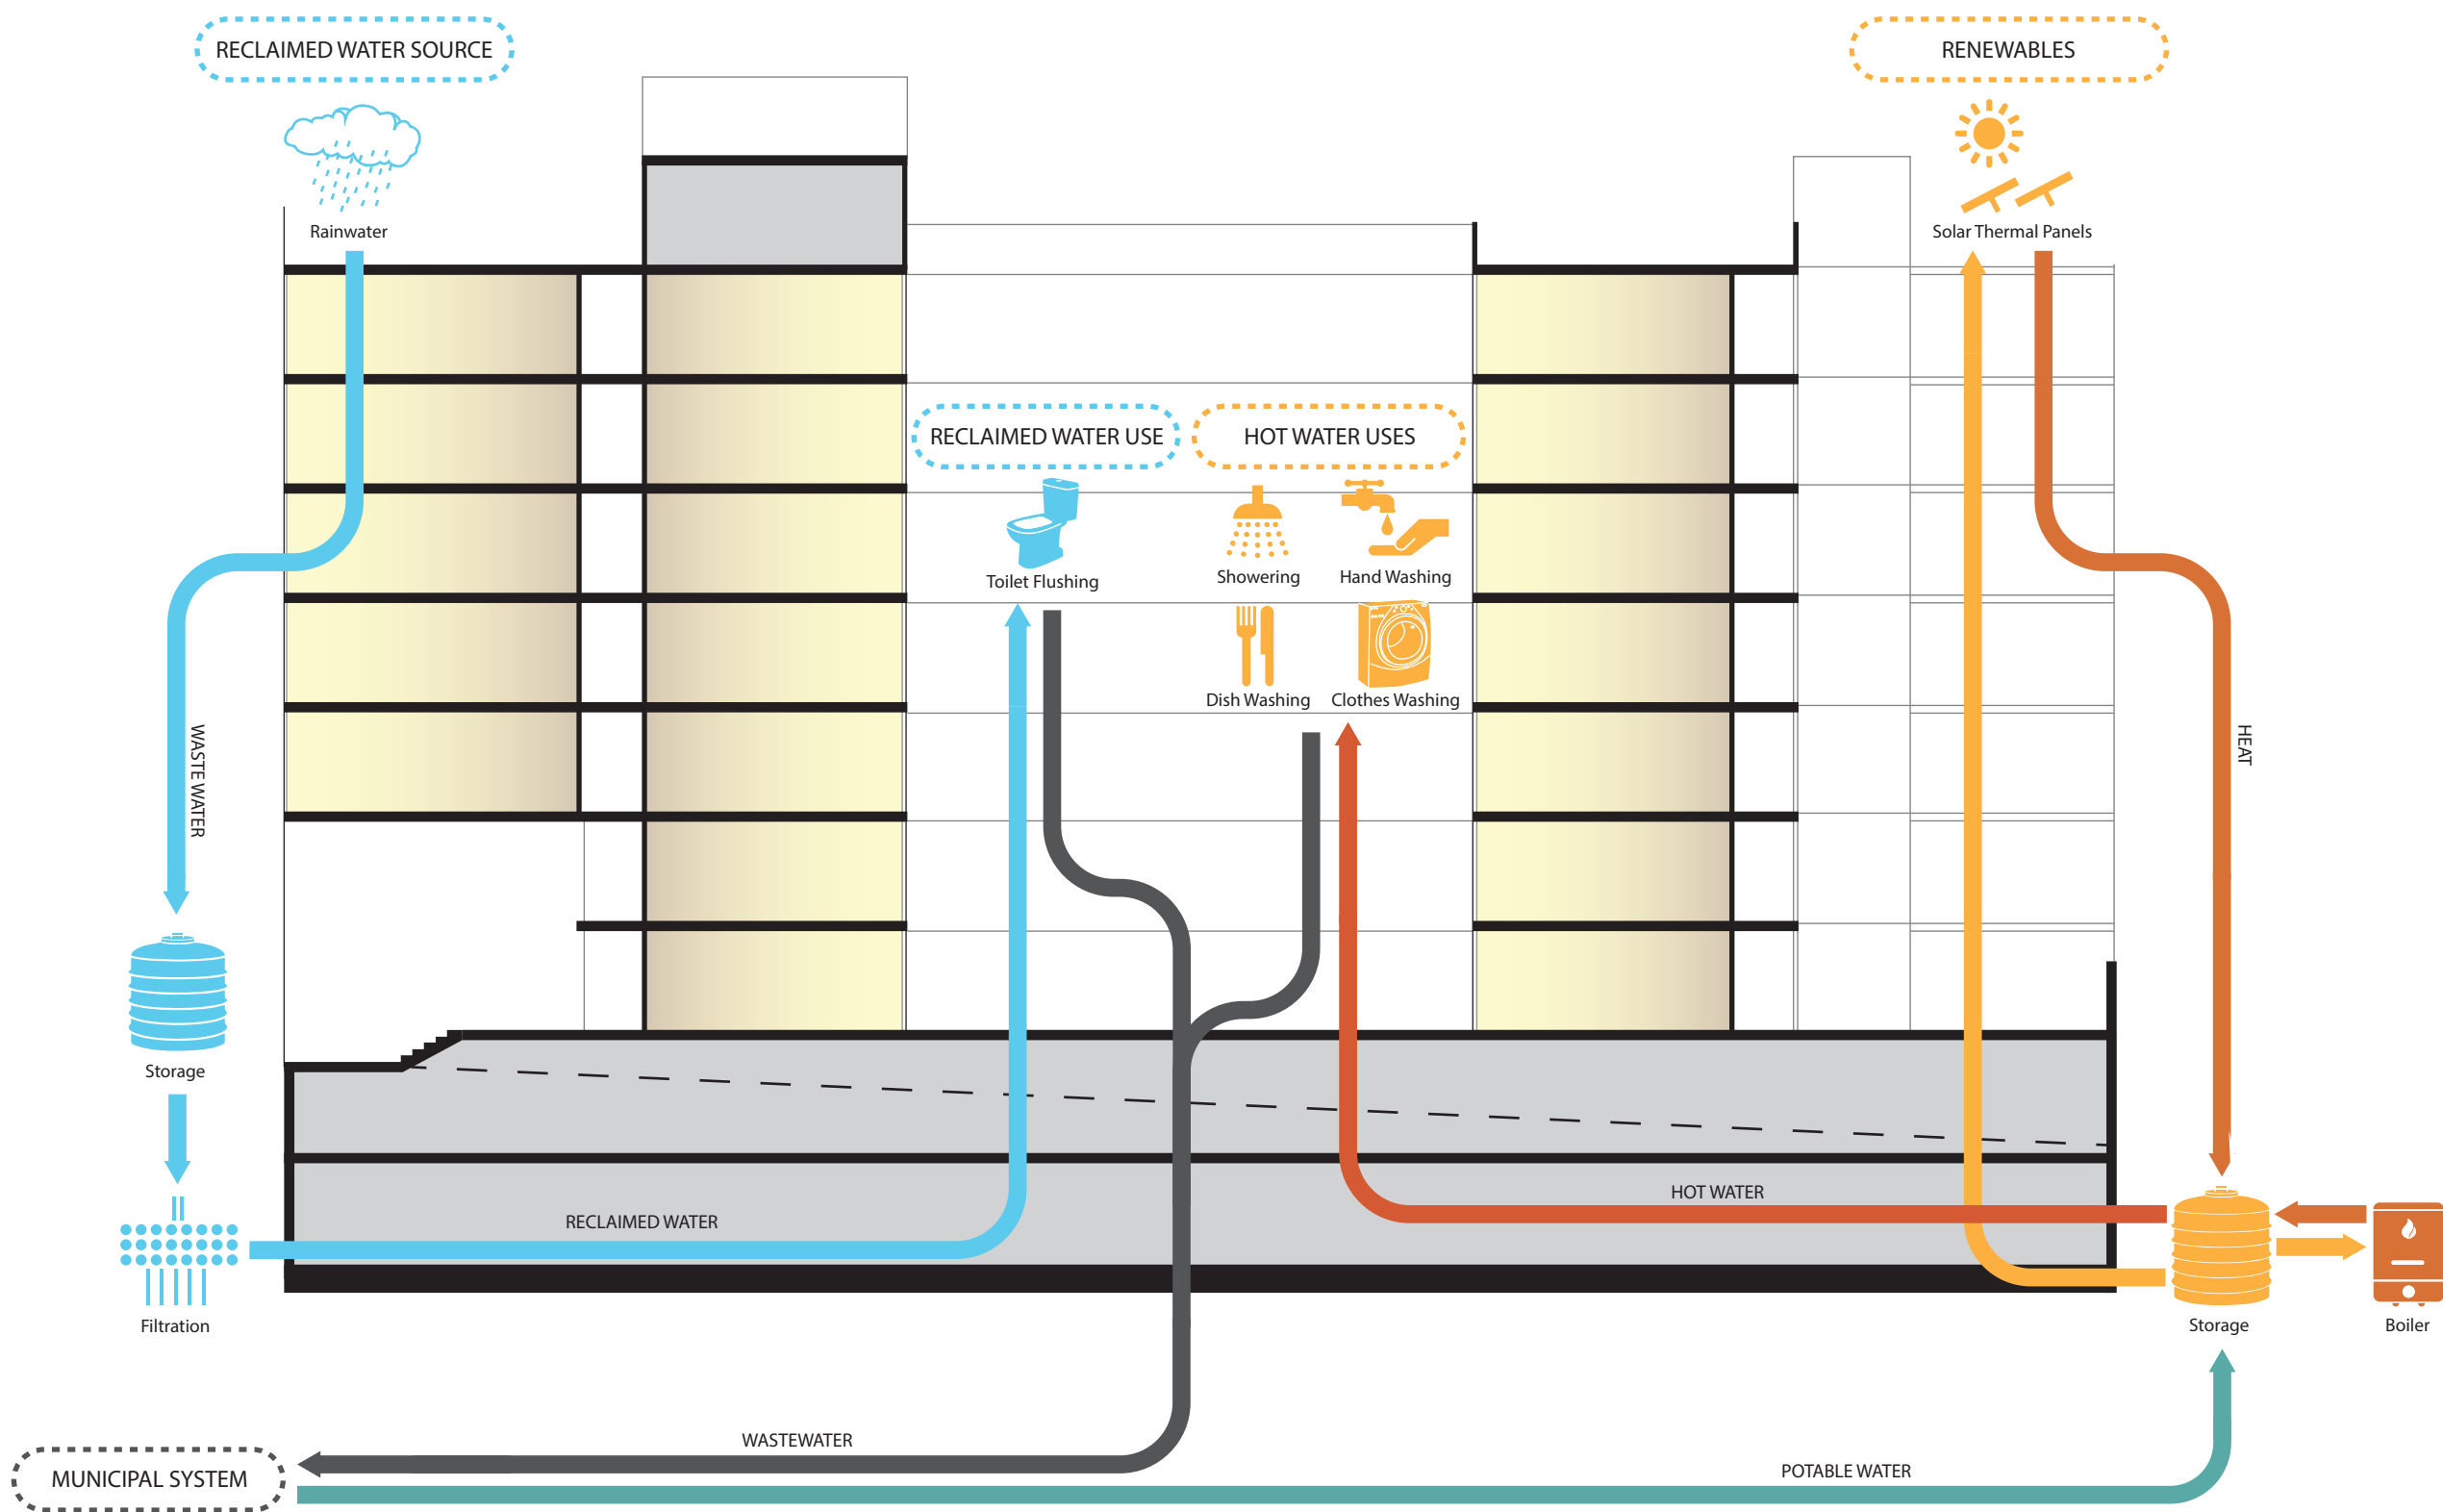 RECLAIMED WATER SOURCE
RENEWABLES
Rainwater
Solar Thermal Panels
RECLAIMED WATER USE
HOT WATER USES
Toilet Flushing
Showering
Hand Washing
Dish Washing
Clothes Washing
WASTE WATER
HEAT
Storage
HOT WATER
RECLAIMED WATER
Filtration
Storage
Boiler
WASTEWATER
MUNICIPAL SYSTEM
POTABLE WATER